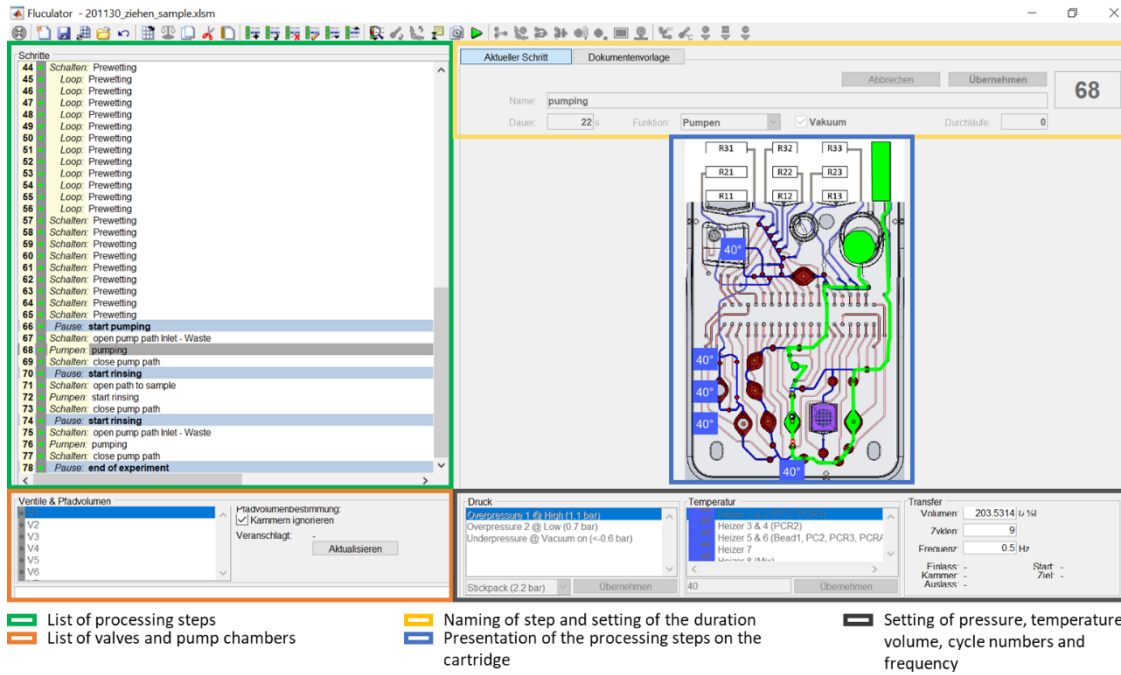 Fluculator - 201130_ziehen_sample.xlsm
Schritte
44 Schalten: Prewetting
45 Loop: Prewetting
46 Loop: Prewetting
47 Loop: Prewetting
48 Loop: Prewetting
49 Loop: Prewetting
50 Loop: Prewetting
51 Loop: Prewetting
52 Loop: Prewetting
53 Loop: Prewetting
54 Loop: Prewetting
55 Loop: Prewetting
56 Loop: Prewetting
57 Schalten: Prewetting
58 Schalten: Prewetting
59 Schalten: Prewetting
60 Schalten: Prewetting
61 Schalten: Prewetting
62 Schalten: Prewetting
63 Schalten: Prewetting
64 Schalten: Prewetting
65 Schalten: Prewetting
66 Pause: start pumping
67 Schalten: open pump path Inlet - Waste
68 Pumpen: pumping
69 Schalten: close pump path
70 Pause: start rinsing
71 Schalten: open path to sample
72 Pumpen: start rinsing
73 Schalten: close pump path
74 Pause: start rinsing
75 Schalten: open pump path Inlet - Waste
76 Pumpen: pumping
77 Schalten: close pump path
78 Pause: end of experiment
Aktueller Schritt Dokumentenvorlage
Abbrechen Übernehmen 68
Name: pumping
Dauer: 22 s Funktion: Pumpen Vakuum Durchläufe: 0
R31 R32 R33
R21 R22 R23
R11 R12 R13
40°
40°
40°
40°
40°
Ventile & Pfadvolumen
V1
V2
V3
V4
V5
V6
Pfadvolumenbestimmung:
Kammern ignorieren
Veranschlagt: -
Aktualisieren
Druck
Overpressure 1 @ High (1.1 bar)
Overpressure 2 @ Low (0.7 bar)
Underpressure @ Vacuum on (<-0.6 bar)
Stickpack (2.2 bar) Übernehmen
Temperatur
Heizer 1 & 2
Heizer 3 & 4 (PCR2)
Heizer 5 & 6 (Bead1, PC2, PCR3, PCR4
Heizer 7
Heizer 8 (Mix)
40 Übernehmen
Transfer
Volumen: 203.5314
Zyklen: 9
Frequenz: 0.5 Hz
Einlass: - Start: -
Kammer: - Ziel: -
Auslass: -
List of processing steps
List of valves and pump chambers
Naming of step and setting of the duration
Presentation of the processing steps on the
cartridge
Setting of pressure, temperature
volume, cycle numbers and
frequency